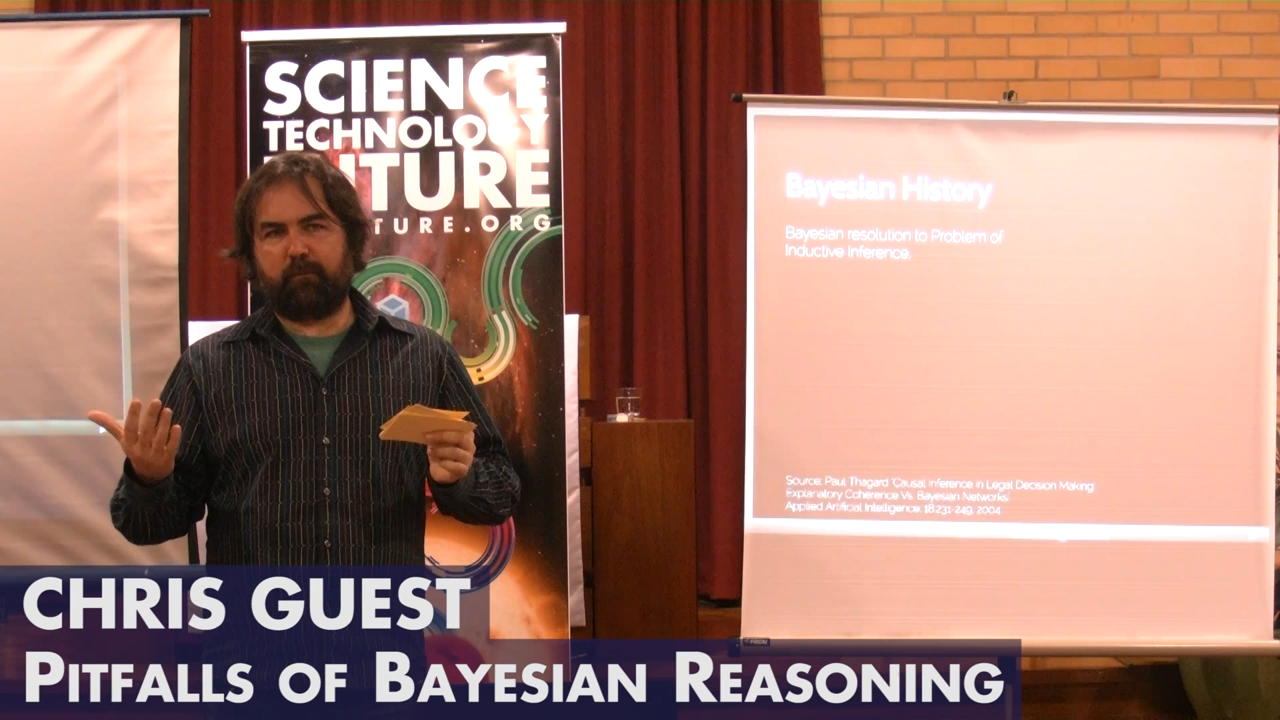 SCIENCE
TECHNOLOGY
TURE.ORG
Bayesian History
Bayesian resolution to Problem of
Inductive Inference.
Source: Paul Thagard 'Causal Inference in Legal Decision Making
Explanatory Coherence Vs. Bayesian Networks'
Applied Artificial Intelligence, 18:231-249, 2004
CHRIS GUEST
PITFALLS OF BAYESIAN REASONING